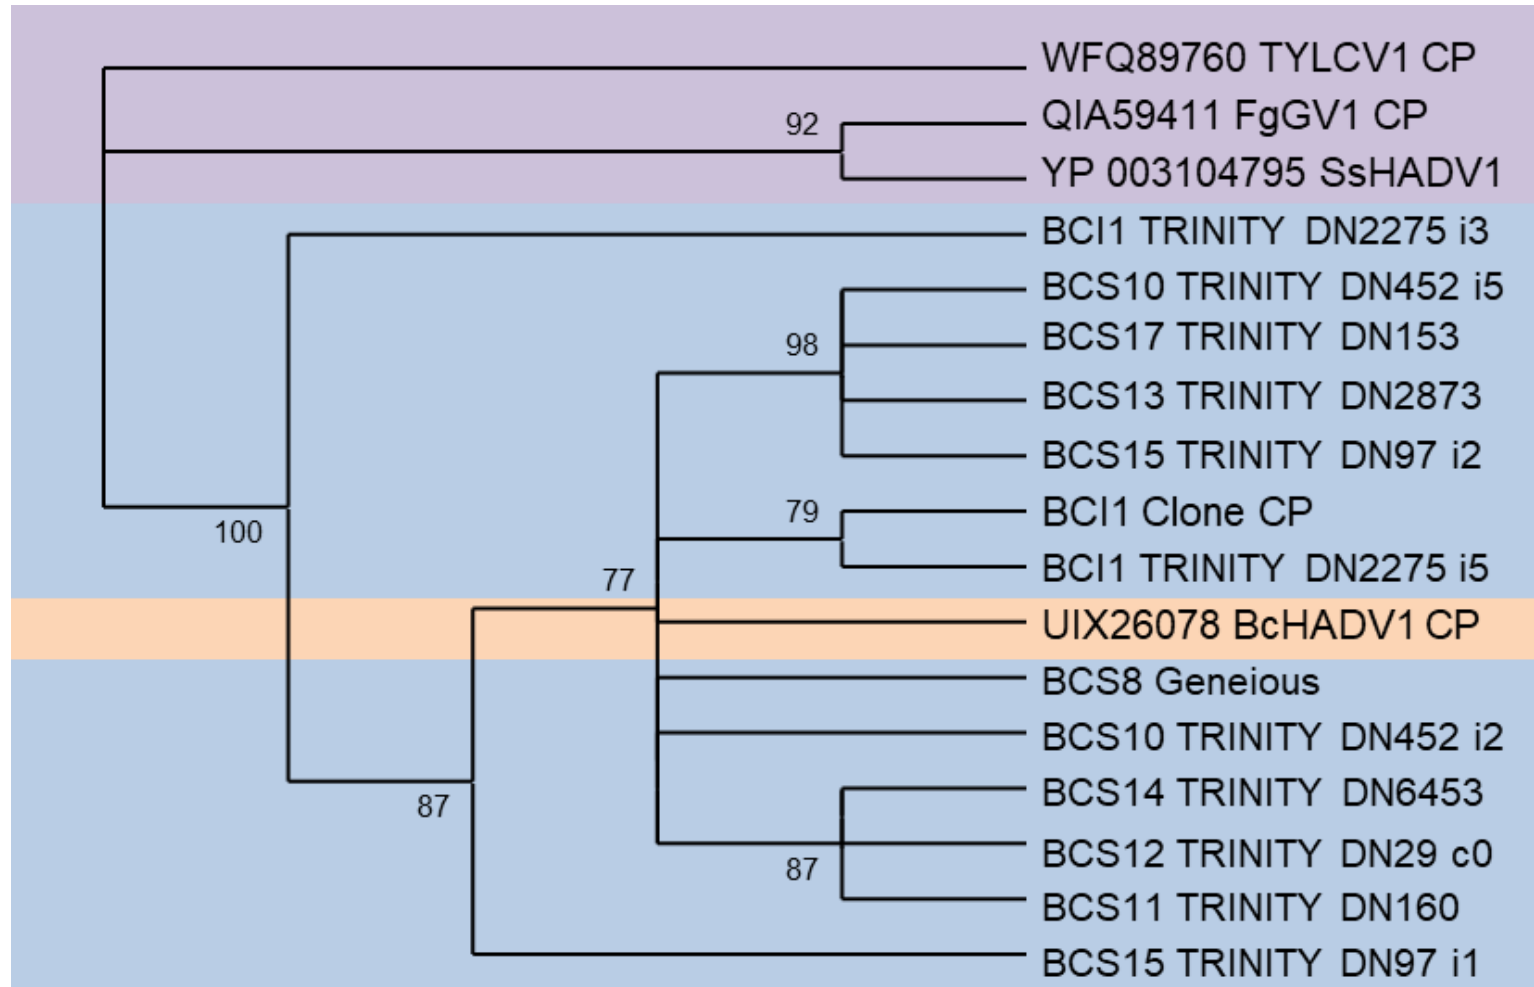 WFQ89760 TYLCV1 CP
92
QIA59411 FgGV1 CP
YP 003104795 SsHADV1
BCI1 TRINITY DN2275 i3
BCS10 TRINITY DN452 i5
98
BCS17 TRINITY DN153
BCS13 TRINITY DN2873
BCS15 TRINITY DN97 i2
79
BCI1 Clone CP
100
BCI1 TRINITY DN2275 i5
77
UIX26078 BcHADV1 CP
BCS8 Geneious
BCS10 TRINITY DN452 i2
87
BCS14 TRINITY DN6453
87
BCS12 TRINITY DN29 c0
BCS11 TRINITY DN160
BCS15 TRINITY DN97 i1